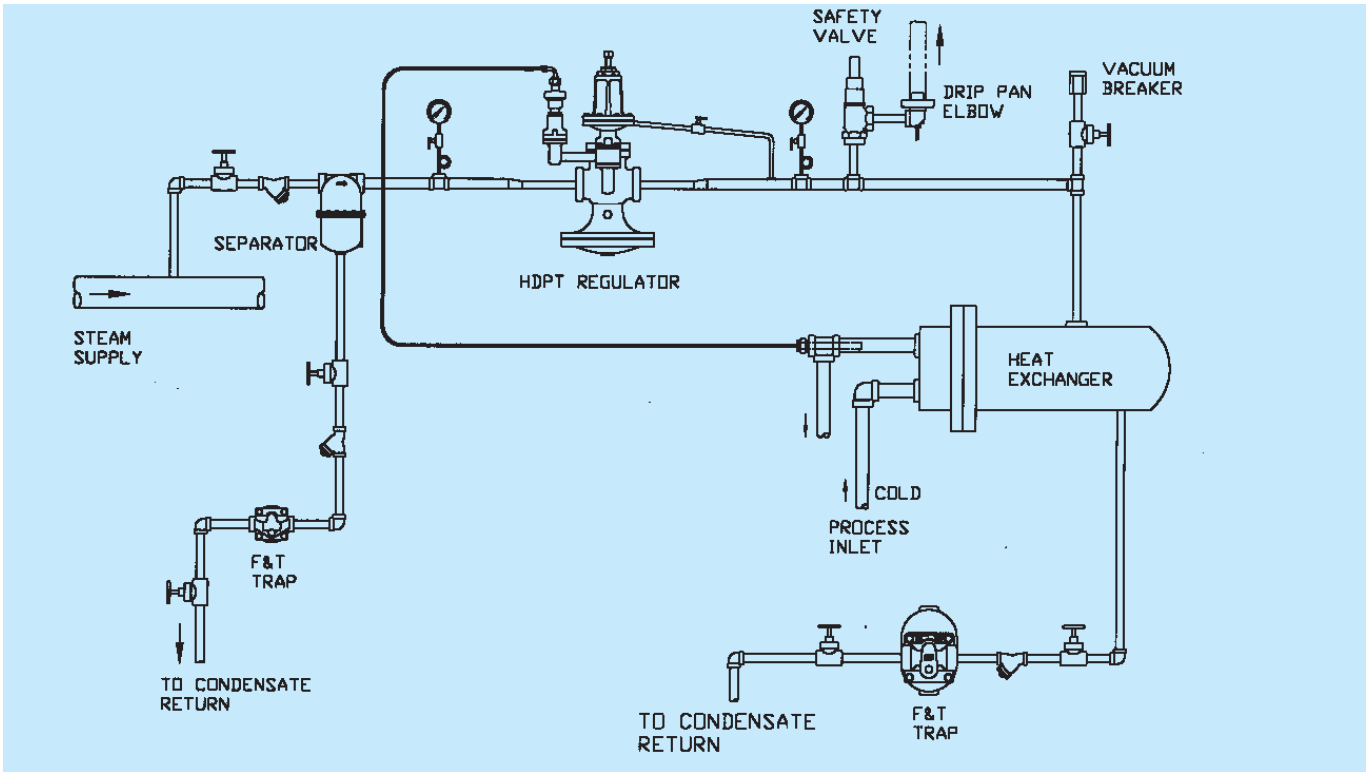 SAFETY
VALVE
DRIP PAN
ELBOW
VACUUM
BREAKER
SEPARATOR
HDPT REGULATOR
STEAM
SUPPLY
HEAT
EXCHANGER
COLD
PROCESS
INLET
F&T
TRAP
TO CONDENSATE
RETURN
TO CONDENSATE
RETURN
F&T
TRAP